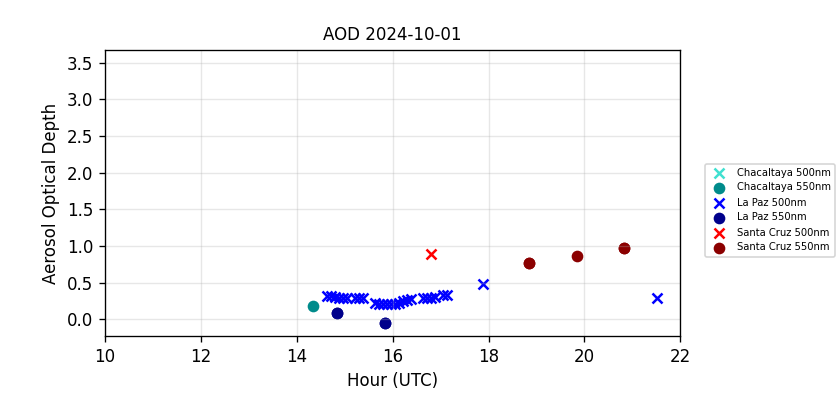 AOD 2024-10-01
3.5
3.0
2.5
2.0
1.5
1.0
0.5
0.0
Aerosol Optical Depth
10 12 14 16 18 20 22
Hour (UTC)
Chacaltaya 500nm
Chacaltaya 550nm
La Paz 500nm
La Paz 550nm
Santa Cruz 500nm
Santa Cruz 550nm